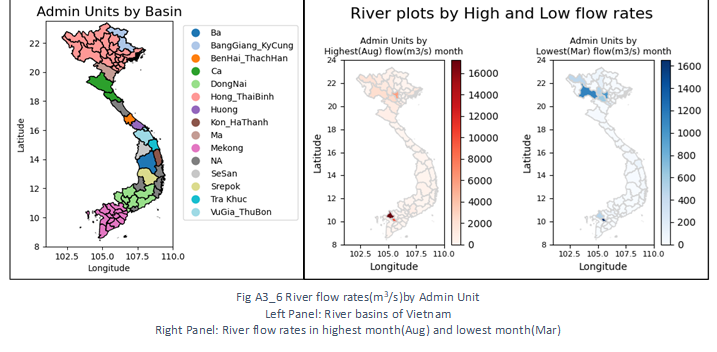 Admin Units by Basin
22
20
18
16
14
12
10
8
Latitude
102.5 105.0 107.5 110.0
Longitude
Ba
BangGiang_KyCung
BenHai_ThachHan
Ca
DongNai
Hong_ThaiBinh
Huong
Kon_HaThanh
Ma
Mekong
NA
SeSan
Srepok
Tra Khuc
VuGia_ThuBon
River plots by High and Low flow rates
Admin Units by
Highest(Aug) flow(m3/s) month
24
22
20
18
16
14
12
10
8
Latitude
102.5 105.0 107.5 110.0
Longitude
16000
14000
12000
10000
8000
6000
4000
2000
0
Admin Units by
Lowest(Mar) flow(m3/s) month
24
22
20
18
16
14
12
10
8
Latitude
102.5 105.0 107.5 110.0
Longitude
1600
1400
1200
1000
800
600
400
200
0
Fig A3_6 River flow rates(m³/s)by Admin Unit
Left Panel: River basins of Vietnam
Right Panel: River flow rates in highest month(Aug) and lowest month(Mar)